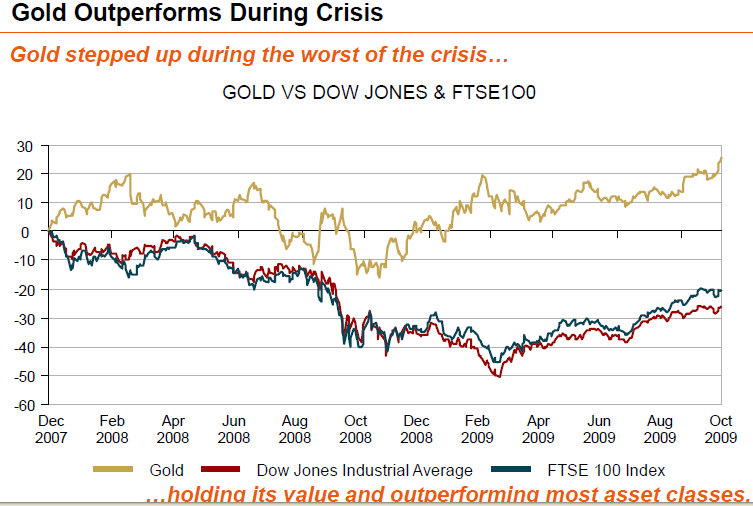 Gold Outperforms During Crisis
Gold stepped up during the worst of the crisis…
GOLD VS DOW JONES & FTSE1O0
30
20
10
0
-10
-20
-30
-40
-50
-60
Dec Feb Apr Jun Aug Oct Dec Feb Apr Jun Aug Oct
2007 2008 2008 2008 2008 2008 2008 2009 2009 2009 2009 2009
Gold Dow Jones Industrial Average FTSE 100 Index
…holding its value and outperforming most asset classes.